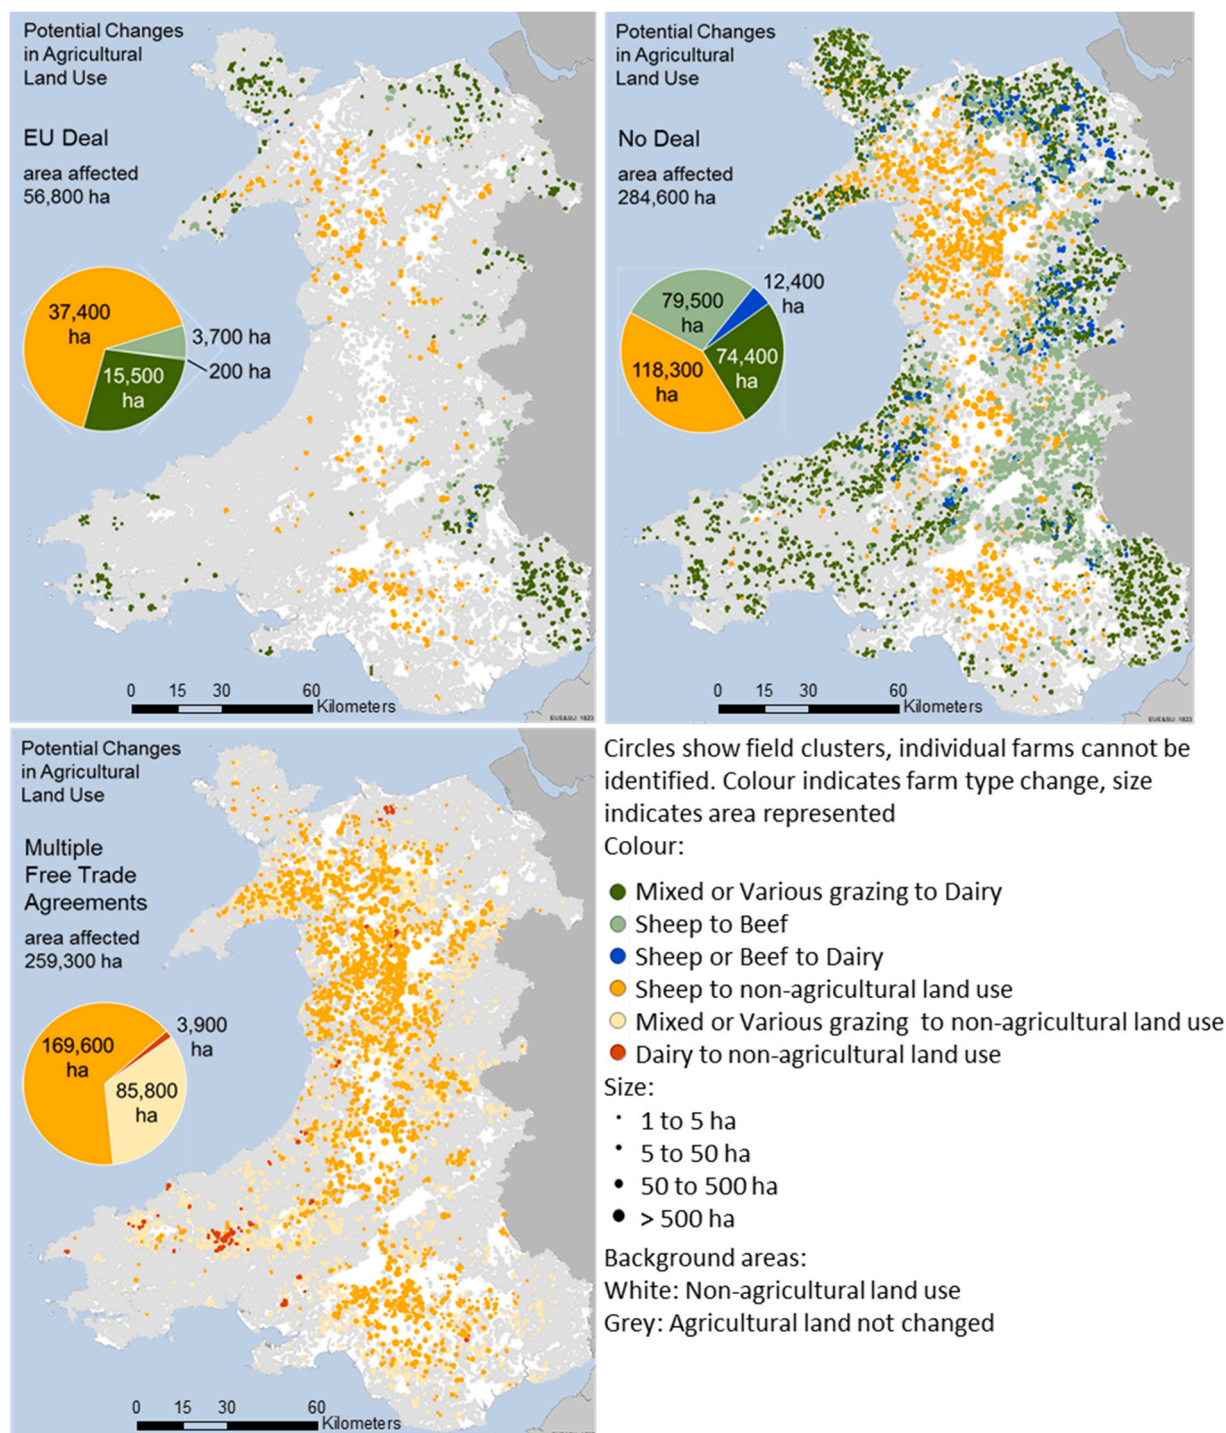 Potential Changes
in Agricultural
Land Use
EU Deal
area affected
56,800 ha
37,400
ha
3,700 ha
200 ha
15,500
ha
0 15 30 60
Kilometers
EUE&SU: 1823
Potential Changes
in Agricultural
Land Use
No Deal
area affected
284,600 ha
12,400
ha
79,500
ha
74,400
ha
118,300
ha
0 15 30 60
Kilometers
EUE&SU: 1823
Potential Changes
in Agricultural
Land Use
Multiple
Free Trade
Agreements
area affected
259,300 ha
3,900
ha
169,600
ha
85,800
ha
0 15 30 60
Kilometers
Circles show field clusters, individual farms cannot be
identified. Colour indicates farm type change, size
indicates area represented
Colour:
Mixed or Various grazing to Dairy
Sheep to Beef
Sheep or Beef to Dairy
Sheep to non-agricultural land use
Mixed or Various grazing to non-agricultural land use
Dairy to non-agricultural land use
Size:
1 to 5 ha
5 to 50 ha
50 to 500 ha
> 500 ha
Background areas:
White: Non-agricultural land use
Grey: Agricultural land not changed